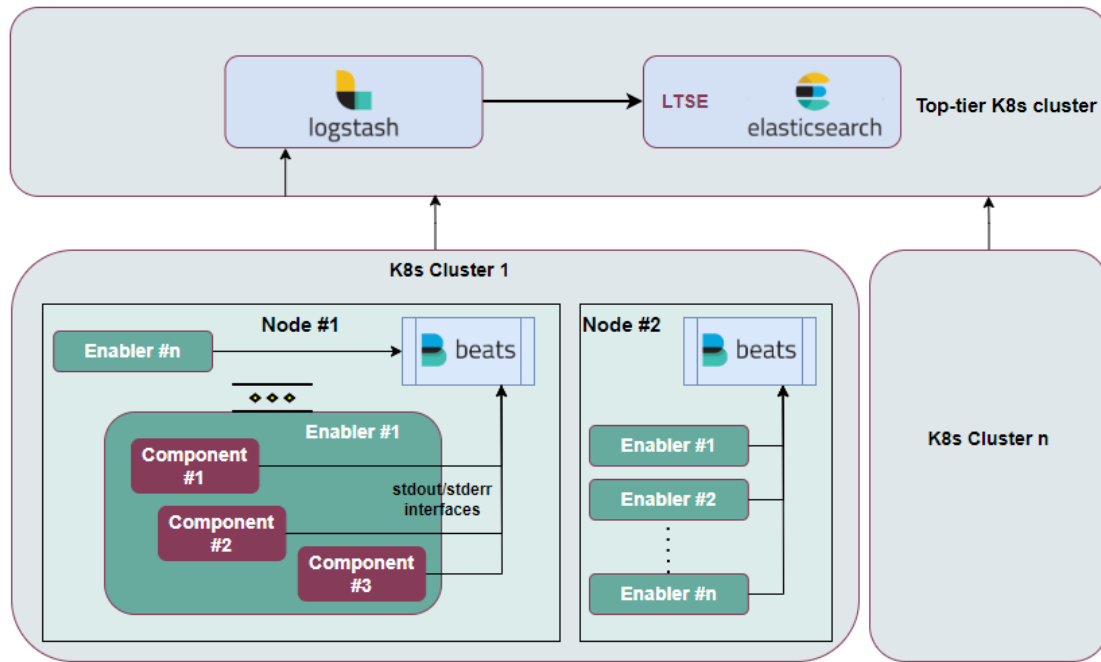 LTSE
logstash
elasticsearch
Top-tier K8s cluster
K8s Cluster 1
Node #1
Enabler #n
beats
Enabler #1
Component
#1
stdout/stderr
interfaces
Component
#2
Component
#3
Node #2
beats
Enabler #1
Enabler #2
Enabler #n
K8s Cluster n